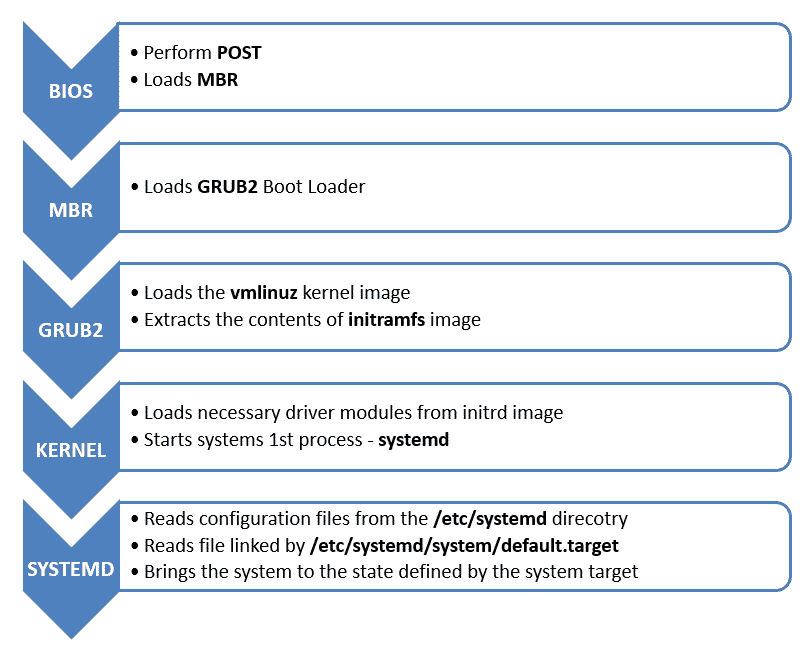 BIOS
• Perform POST
• Loads MBR
MBR
• Loads GRUB2 Boot Loader
GRUB2
• Loads the vmlinuz kernel image
• Extracts the contents of initramfs image
KERNEL
• Loads necessary driver modules from initrd image
• Starts systems 1st process - systemd
SYSTEMD
• Reads configuration files from the /etc/systemd direcotry
• Reads file linked by /etc/systemd/system/default.target
• Brings the system to the state defined by the system target